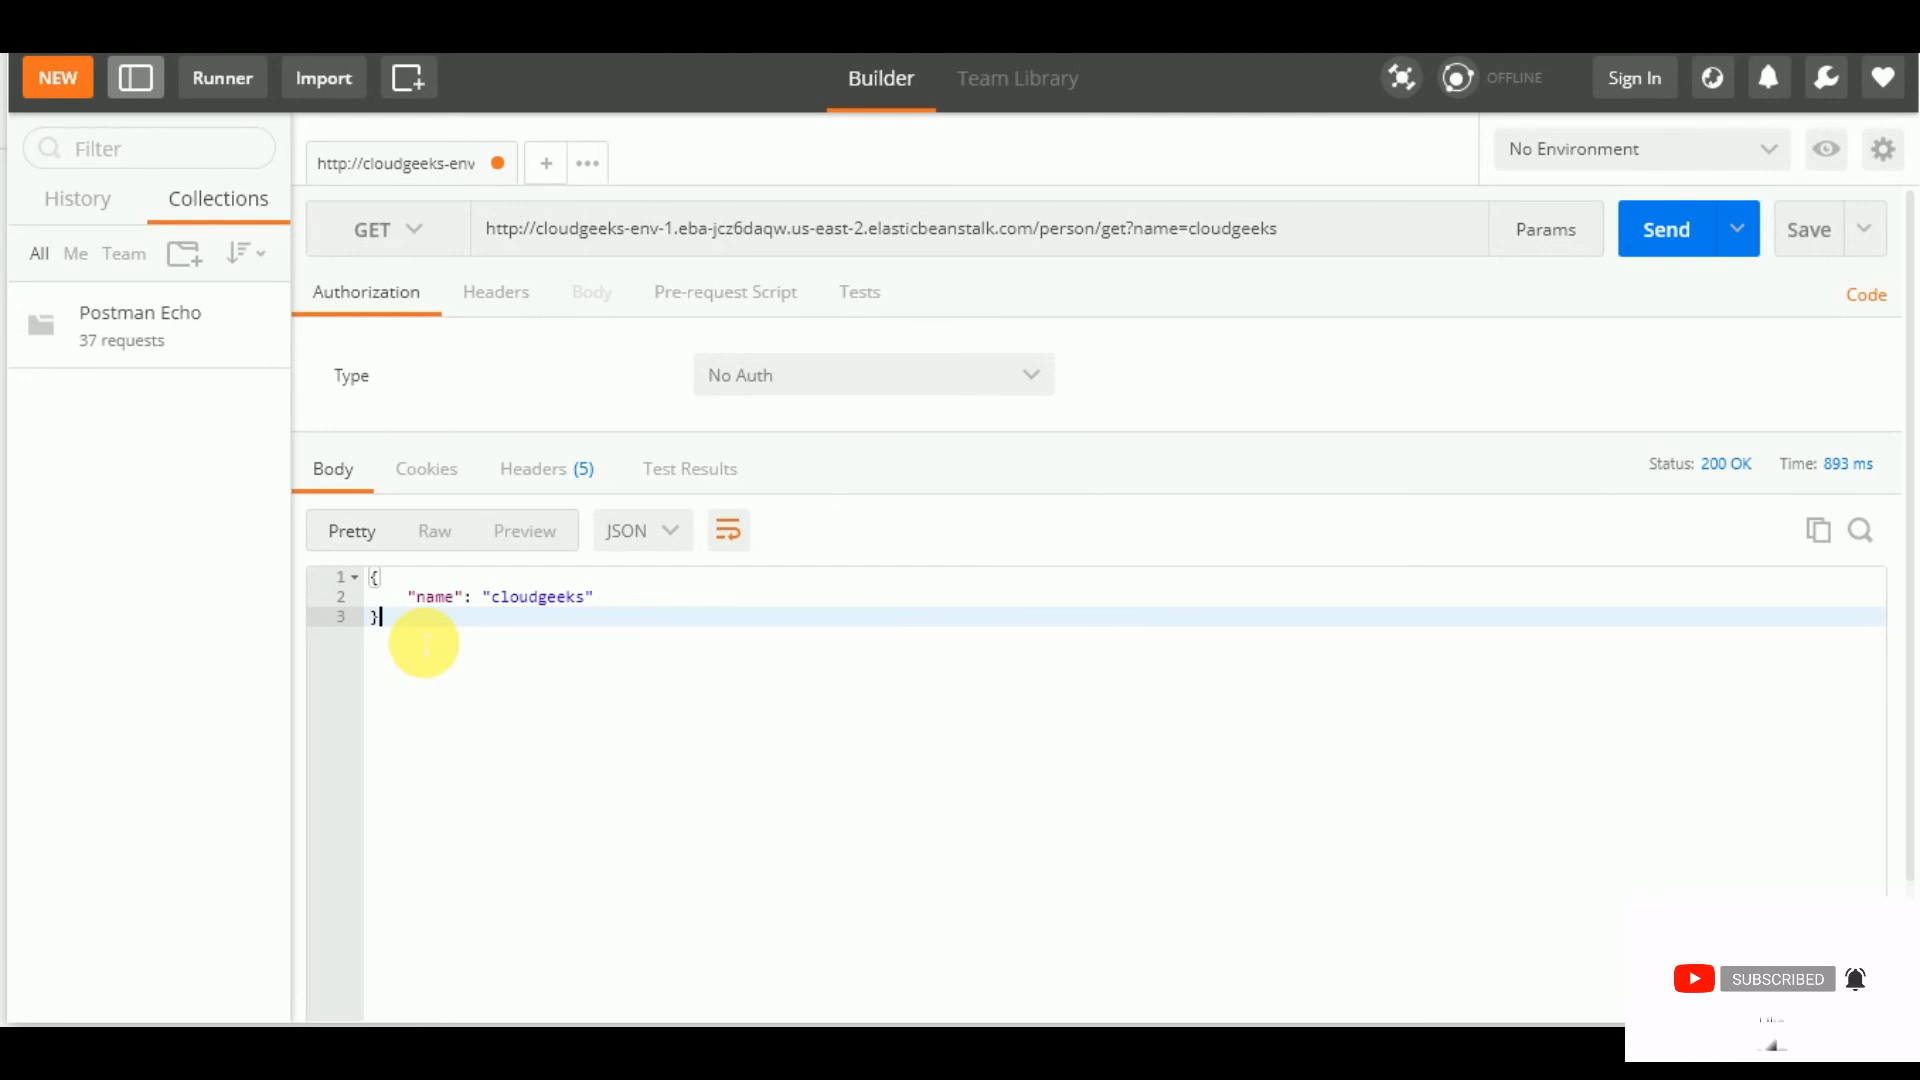 NEW Runner Import Builder Team Library OFFLINE Sign In
Filter
http://cloudgeeks-env + ••• No Environment
History Collections
GET http://cloudgeeks-env-1.eba-jcz6daqw.us-east-2.elasticbeanstalk.com/person/get?name=cloudgeeks Params Send Save
All Me Team
Authorization Headers Body Pre-request Script Tests Code
Postman Echo
37 requests
Type No Auth
Body Cookies Headers (5) Test Results Status: 200 OK Time: 893 ms
Pretty Raw Preview JSON
1 {
2 "name": "cloudgeeks"
3 }
SUBSCRIBED